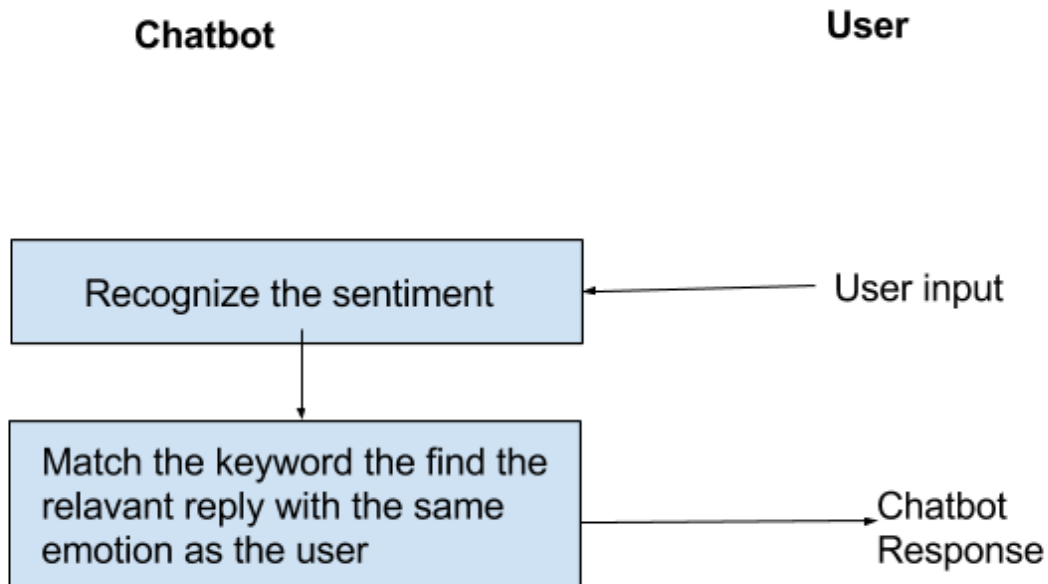 Chatbot
User
Recognize the sentiment
User input
Match the keyword the find the
relavant reply with the same
emotion as the user
Chatbot
Response